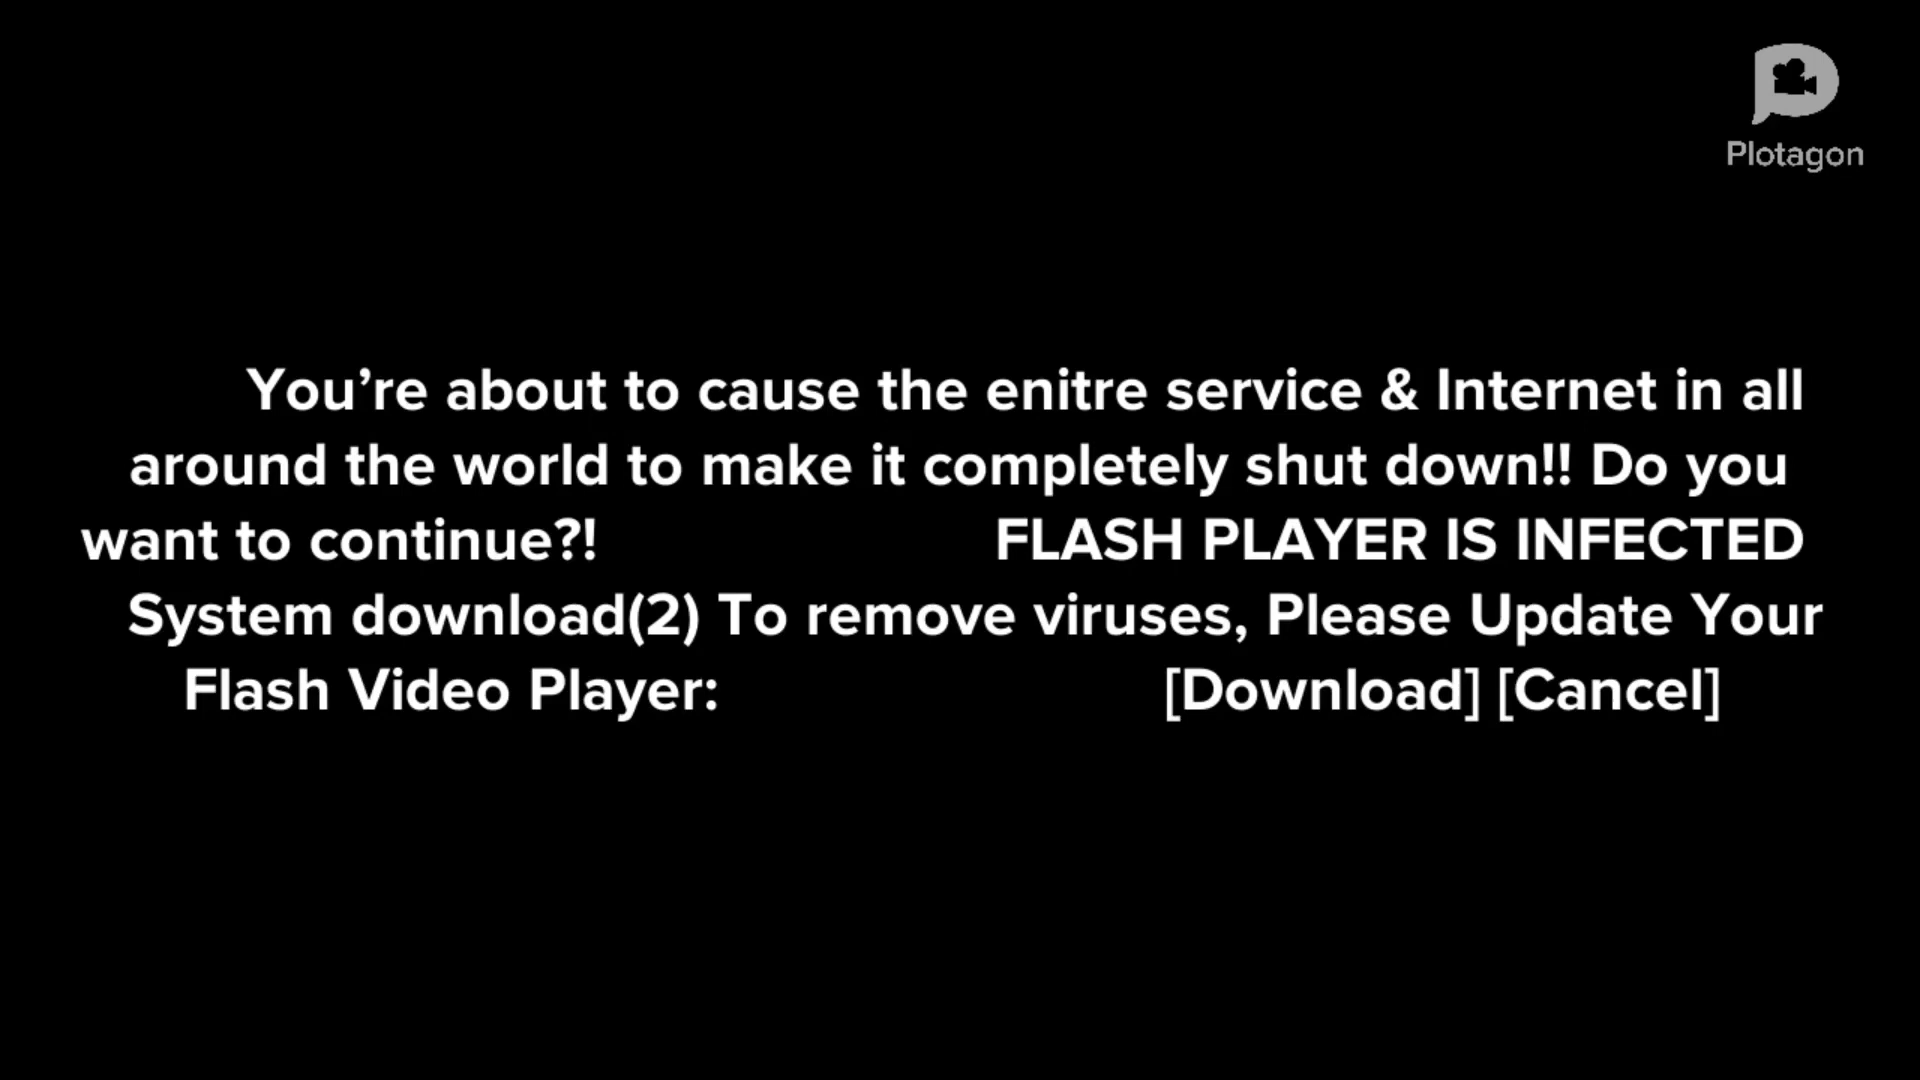 Plotagon
You’re about to cause the enitre service & Internet in all
around the world to make it completely shut down!! Do you
want to continue?! FLASH PLAYER IS INFECTED
System download(2) To remove viruses, Please Update Your
Flash Video Player: [Download] [Cancel]